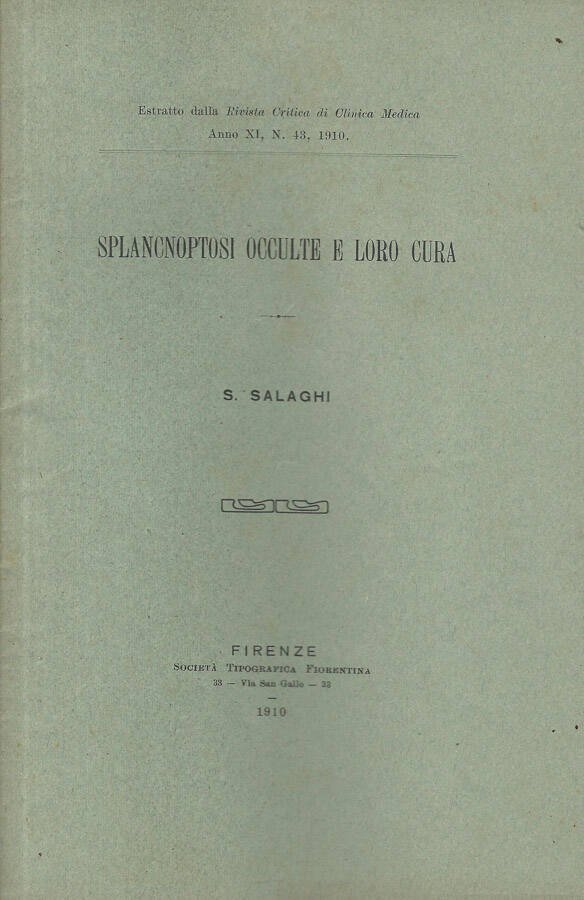 Estratto dalla Rivista Critica di Clinica Medica
Anno XI, N. 43, 1910.
SPLANCNOPTOSI OCCULTE E LORO CURA
S. SALAGHI
FIRENZE
SOCIETÀ TIPOGRAFICA FIORENTINA
33 — Via San Gallo — 33
1910